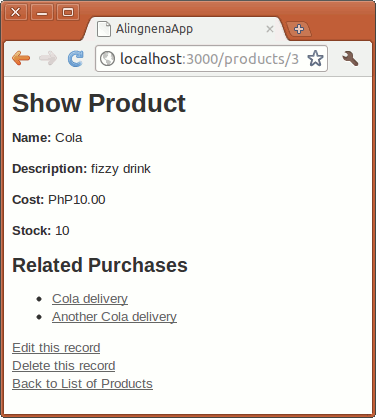 AlingnenaApp
localhost:3000/products/3
Show Product
Name: Cola
Description: fizzy drink
Cost: PhP10.00
Stock: 10
Related Purchases
Cola delivery
Another Cola delivery
Edit this record
Delete this record
Back to List of Products